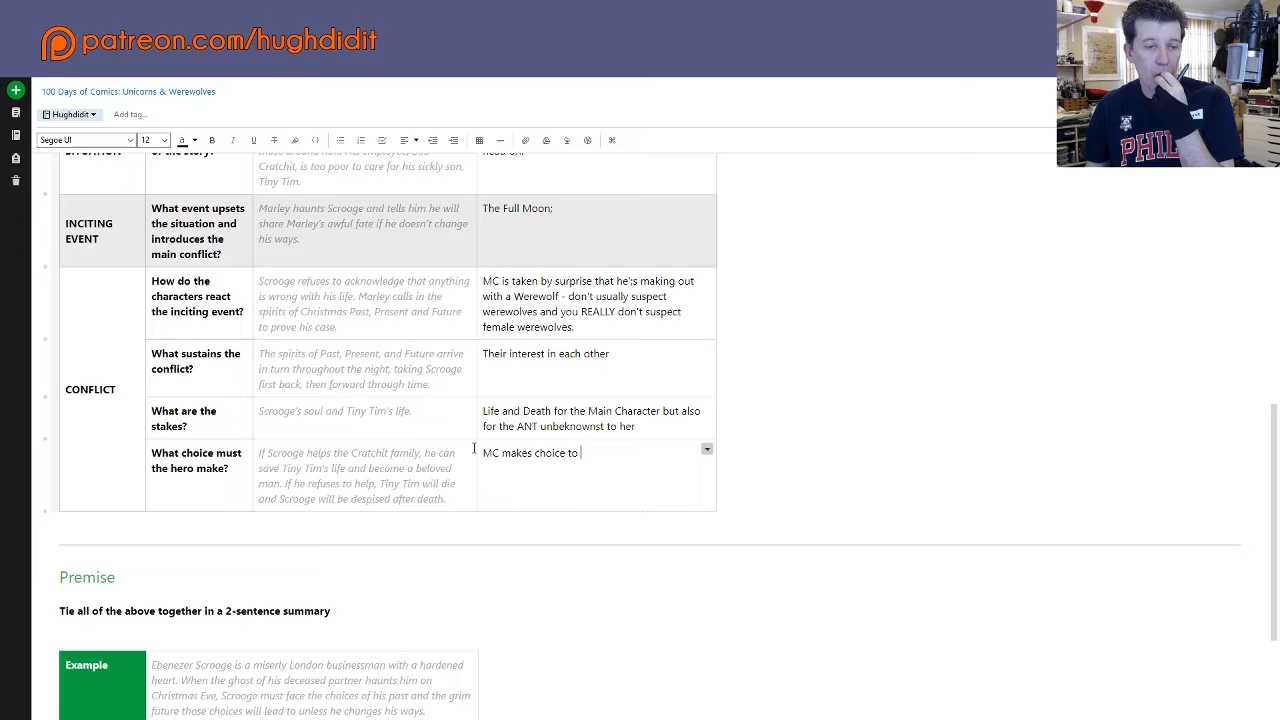 patreon.com/hughdidit
100 Days of Comics: Unicorns & Werewolves
Hughdidit
Add tag...
Segoe UI
12
a
B
I
U
T
Cratchit, is too poor to care for his sickly son,
Tiny Tim.
INCITING
EVENT
What event upsets
the situation and
introduces the
main conflict?
Marley haunts Scrooge and tells him he will
share Marley's awful fate if he doesn't change
his ways.
The Full Moon;
CONFLICT
How do the
characters react
the inciting event?
Scrooge refuses to acknowledge that anything
is wrong with his life. Marley calls in the
spirits of Christmas Past, Present and Future
to prove his case.
MC is taken by surprise that he';s making out
with a Werewolf - don't usually suspect
werewolves and you REALLY don't suspect
female werewolves.
What sustains the
conflict?
The spirits of Past, Present, and Future arrive
in turn throughout the night, taking Scrooge
first back, then forward through time.
Their interest in each other
What are the
stakes?
Scrooge's soul and Tiny Tim's life.
Life and Death for the Main Character but also
for the ANT unbeknownst to her
What choice must
the hero make?
If Scrooge helps the Cratchit family, he can
save Tiny Tim's life and become a beloved
man. If he refuses to help, Tiny Tim will die
and Scrooge will be despised after death.
MC makes choice to
Premise
Tie all of the above together in a 2-sentence summary
Example
Ebenezer Scrooge is a miserly London businessman with a hardened
heart. When the ghost of his deceased partner haunts him on
Christmas Eve, Scrooge must face the choices of his past and the grim
future those choices will lead to unless he changes his ways.
PHIL